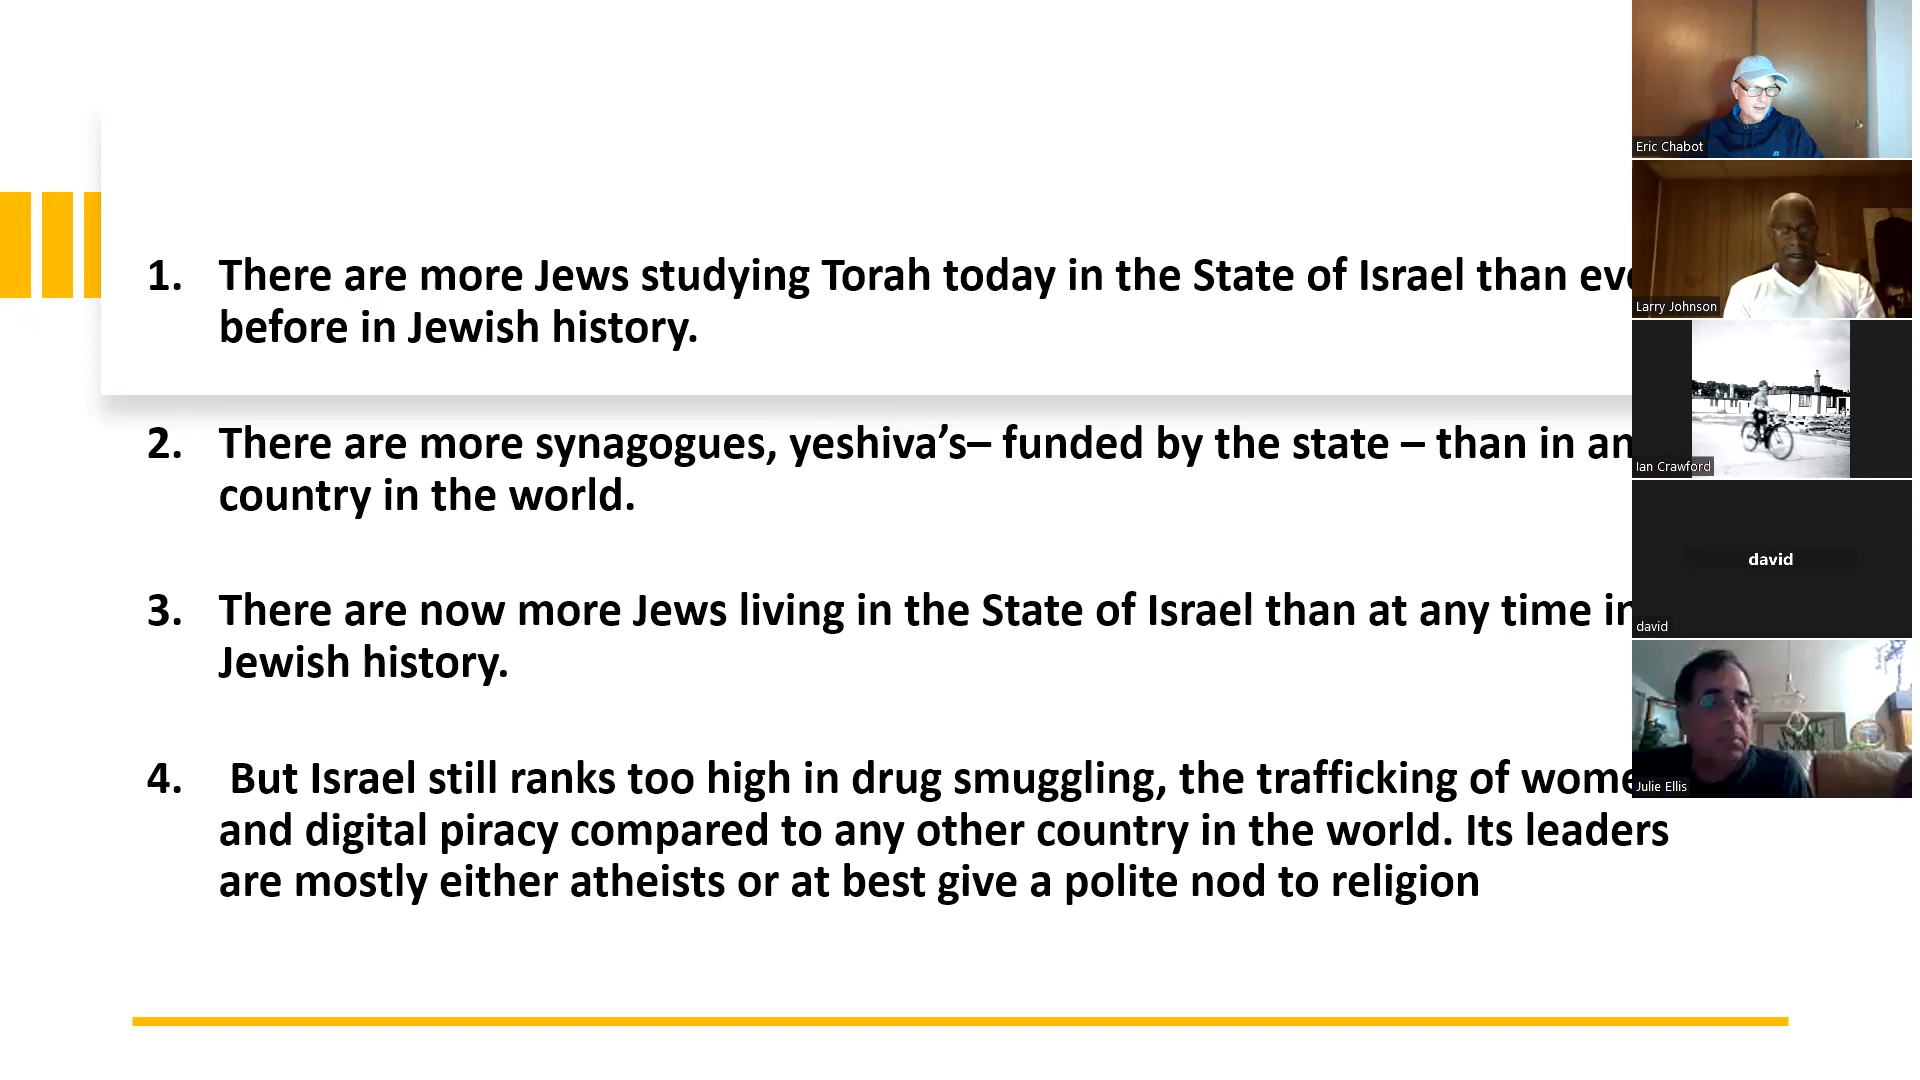 1. There are more Jews studying Torah today in the State of Israel than
before in Jewish history.
2. There are more synagogues, yeshiva’s– funded by the state – than in
country in the world.
3. There are now more Jews living in the State of Israel than at any time in
Jewish history.
4. But Israel still ranks too high in drug smuggling, the trafficking of
and digital piracy compared to any other country in the world. Its leaders
are mostly either atheists or at best give a polite nod to religion
Eric Chabot
Larry Johnson
Ian Crawford
david
david
Julie Ellis